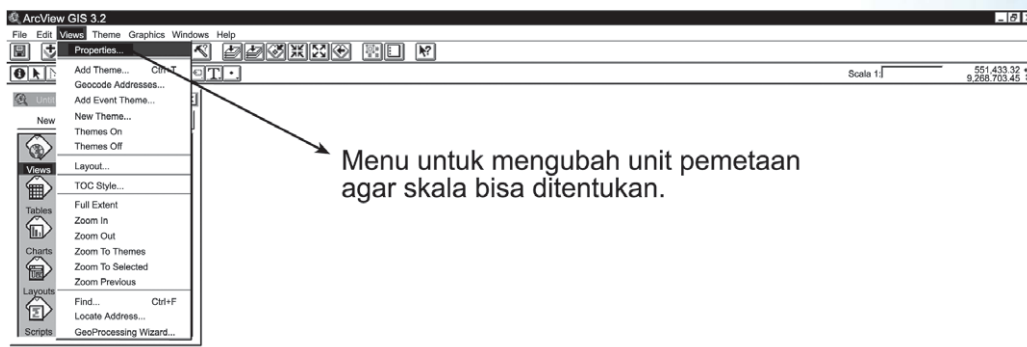 ArcView GIS 3.2
File Edit Views Theme Graphics Windows Help
Properties...
Scale 1:
551,433.32
9,268.703.45
Add Theme... Ctrl+T
Geocode Addresses...
Add Event Theme...
New Theme...
Themes On
Themes Off
Layout...
TOC Style...
Full Extent
Zoom In
Zoom Out
Zoom To Themes
Zoom To Selected
Zoom Previous
Find... Ctrl+F
Locate Address...
GeoProcessing Wizard...
New
Views
Tables
Charts
Layouts
Scripts
Menu untuk mengubah unit pemetaan
agar skala bisa ditentukan.